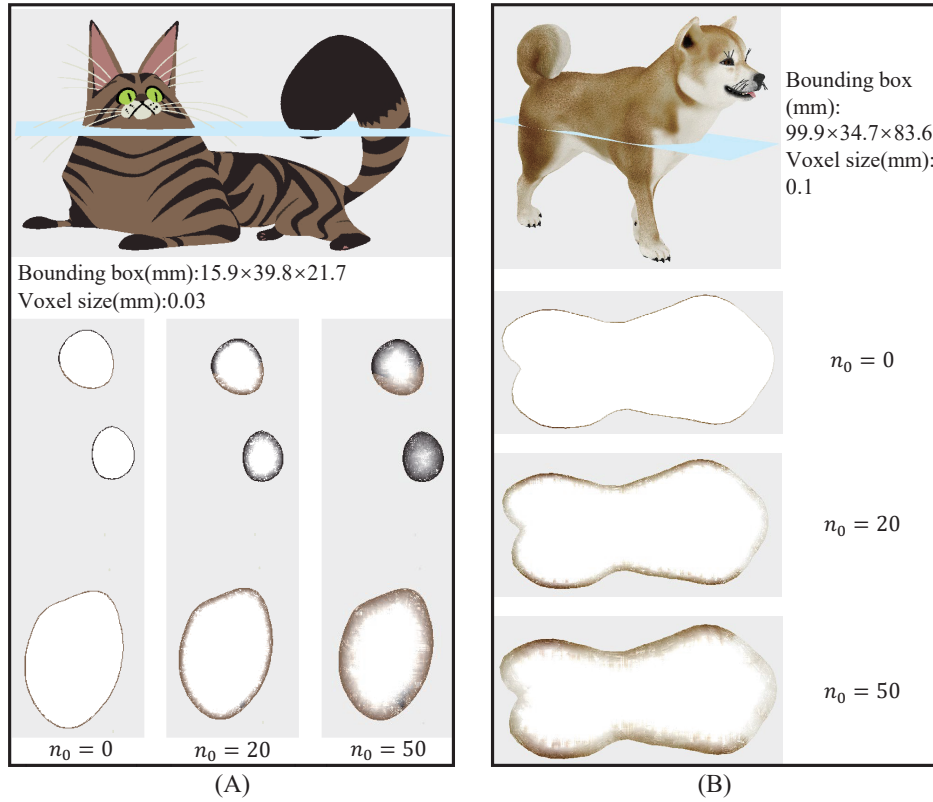 Bounding box(mm):15.9×39.8×21.7
Voxel size(mm):0.03
n₀ = 0
n₀ = 20
n₀ = 50
(A)
Bounding box
(mm):
99.9×34.7×83.6
Voxel size(mm):
0.1
n₀ = 0
n₀ = 20
n₀ = 50
(B)